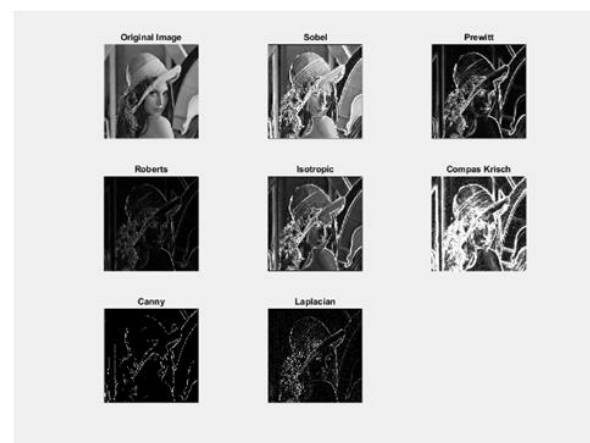 Original Image
Sobel
Prewitt
Roberts
Isotropic
Compas Krisch
Canny
Laplacian